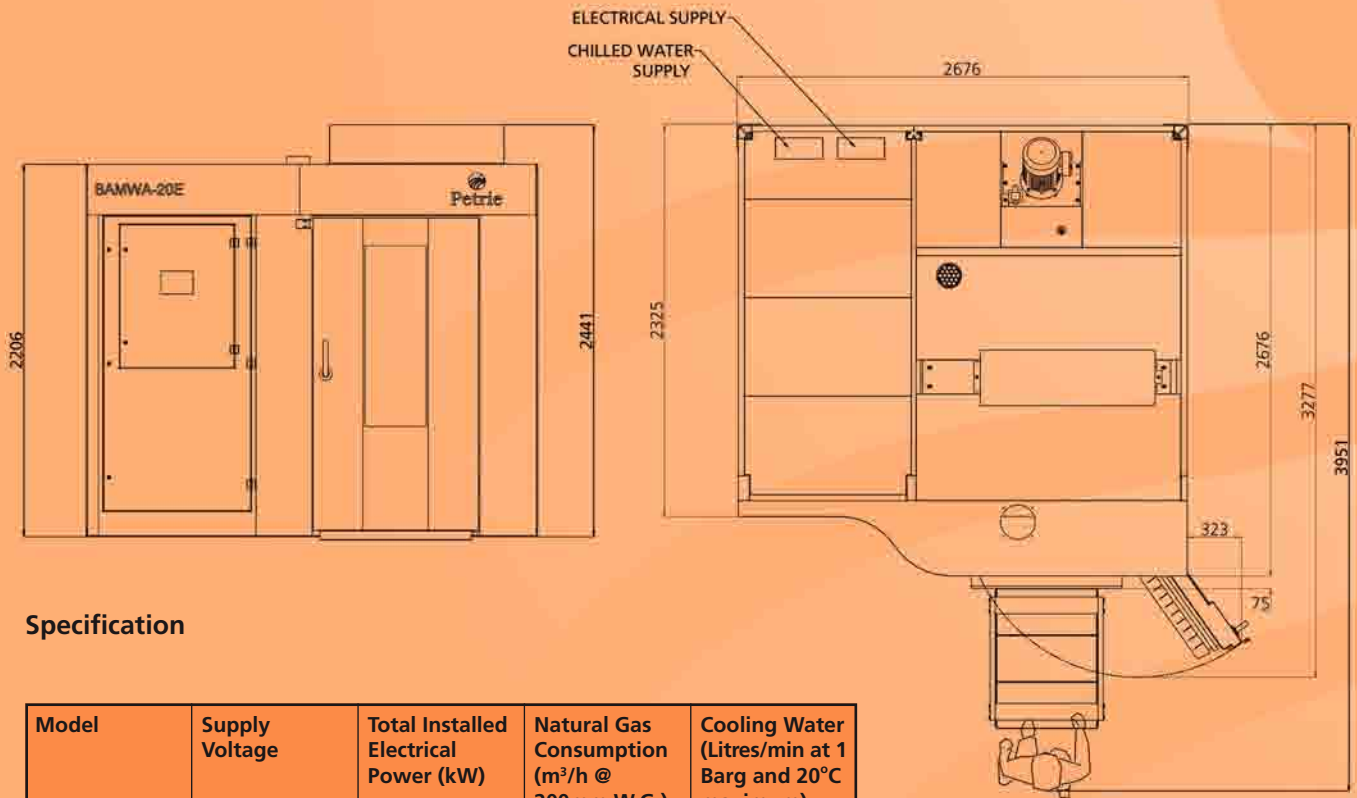 ELECTRICAL SUPPLY
CHILLED WATER
SUPPLY
2676
BAMWA-20E
Petrie
2206
2441
2325
2676
3277
3951
323
75
Specification
Model
Supply
Voltage
Total Installed
Electrical
Power (kW)
Natural Gas
Consumption
(m³/h @
Cooling Water
(Litres/min at 1
Barg and 20°C